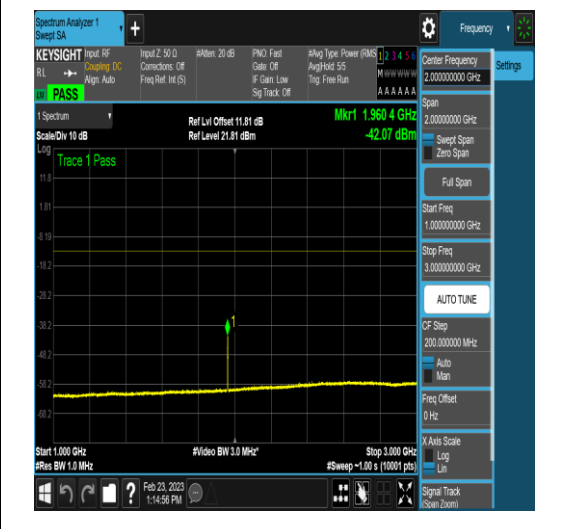 Spectrum Analyzer 1
Swept SA
+
Frequency
KEYSIGHT
RL
PASS
Input: RF
Coupling: DC
Align: Auto
Input Z: 50 Ω
Corrections: Off
Freq Ref: Int (S)
#Atten: 20 dB
PNO: Fast
Gate: Off
IF Gain: Low
Sig Track: Off
#Avg Type: Power (RMS
Avg|Hold: 5/5
Trig: Free Run
1 2 3 4 5 6
M W W W W W
A A A A A A
1 Spectrum
Scale/Div 10 dB
Ref Lvl Offset 11.81 dB
Ref Level 21.81 dBm
Mkr1 1.960 4 GHz
-42.07 dBm
Log
Trace 1 Pass
11.8
1.81
-8.19
-18.2
-28.2
-38.2
-48.2
-58.2
-68.2
1
Start 1.000 GHz
#Video BW 3.0 MHz*
Stop 3.000 GHz
#Res BW 1.0 MHz
#Sweep ~1.00 s (10001 pts)
?
Feb 23, 2023
1:14:56 PM
Center Frequency
2.000000000 GHz
Settings
Span
2.00000000 GHz
Swept Span
Zero Span
Full Span
Start Freq
1.000000000 GHz
Stop Freq
3.000000000 GHz
AUTO TUNE
CF Step
200.000000 MHz
Auto
Man
Freq Offset
0 Hz
X Axis Scale
Log
Lin
Signal Track
(Span Zoom)